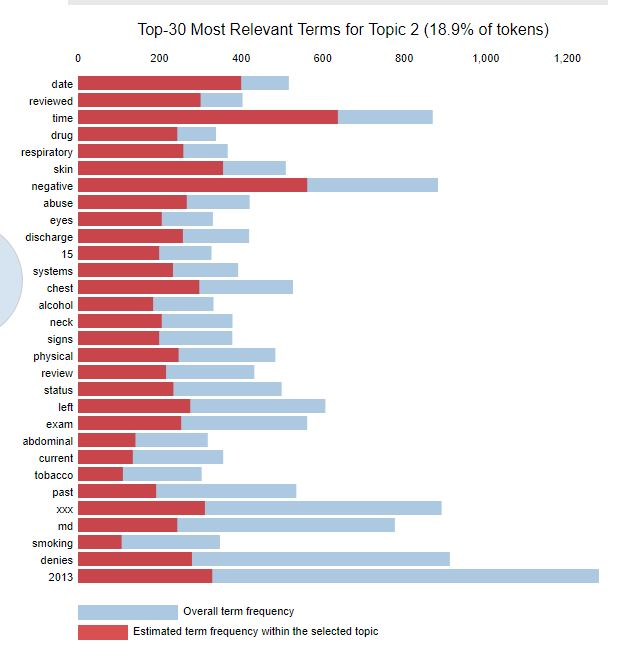 Top-30 Most Relevant Terms for Topic 2 (18.9% of tokens)
0 200 400 600 800 1,000 1,200
date
reviewed
time
drug
respiratory
skin
negative
abuse
eyes
discharge
15
systems
chest
alcohol
neck
signs
physical
review
status
left
exam
abdominal
current
tobacco
past
xxx
md
smoking
denies
2013
Overall term frequency
Estimated term frequency within the selected topic